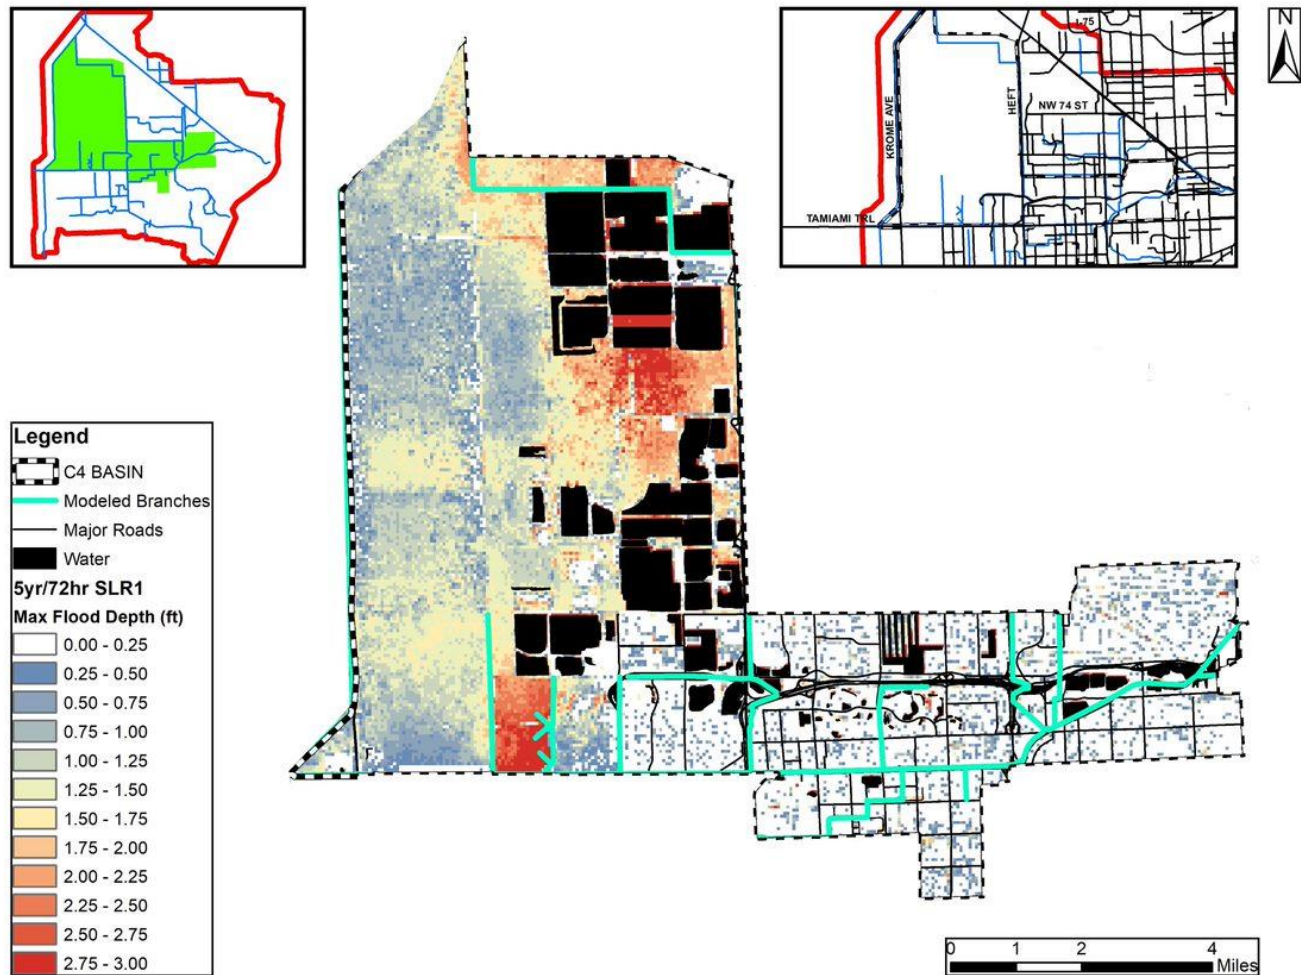 N
I-75
NW 74 ST
HEFT
KROME AVE
TAMIAMI TRL
Legend
C4 BASIN
Modeled Branches
Major Roads
Water
5yr/72hr SLR1
Max Flood Depth (ft)
0.00 - 0.25
0.25 - 0.50
0.50 - 0.75
0.75 - 1.00
1.00 - 1.25
1.25 - 1.50
1.50 - 1.75
1.75 - 2.00
2.00 - 2.25
2.25 - 2.50
2.50 - 2.75
2.75 - 3.00
0 1 2 4
Miles